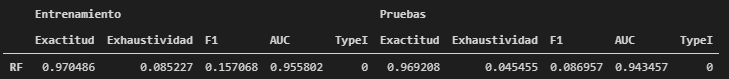 Entrenamiento Pruebas
Exactitud Exhaustividad F1 AUC TypeI Exactitud Exhaustividad F1 AUC TypeI
RF 0.970486 0.085227 0.157068 0.955802 0 0.969208 0.045455 0.086957 0.943457 0